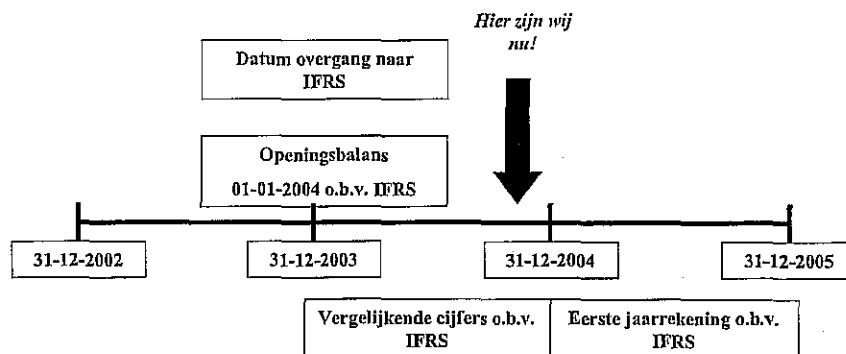 Hier zijn wij
nu!
Datum overgang naar
IFRS
Openingsbalans
01-01-2004 o.b.v. IFRS
31-12-2002
31-12-2003
31-12-2004
31-12-2005
Vergelijkende cijfers o.b.v.
IFRS
Eerste jaarrekening o.b.v.
IFRS